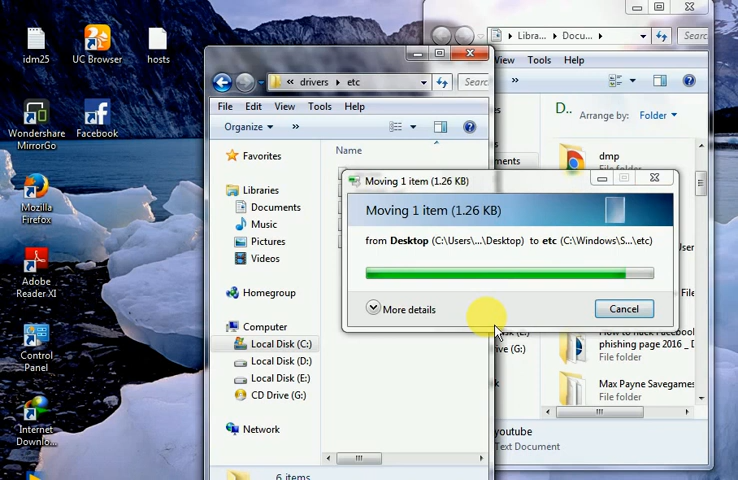 Libra...
Docu...
Searc
View
Tools
Help
idm25
UC Browser
hosts
drivers
etc
Searc
D..
Arrange by:
Folder
File
Edit
View
Tools
Help
Wondershare
MirrorGo
Facebook
Organize
Name
Favorites
dmp
Moving 1 item (1.26 KB)
Libraries
Documents
Music
Pictures
Videos
Moving 1 item (1.26 KB)
from Desktop (C:\Users\...\Desktop) to etc (C:\Windows\S...\etc)
Mozilla
Firefox
Homegroup
More details
Cancel
Adobe
Reader XI
Computer
Local Disk (C:)
Local Disk (D:)
Local Disk (E:)
CD Drive (G:)
How to hack Facebook
phishing page 2016 _ D
File folder
Control
Panel
Max Payne Savegames
File folder
Internet
Downlo...
Network
youtube
Text Document
6 items